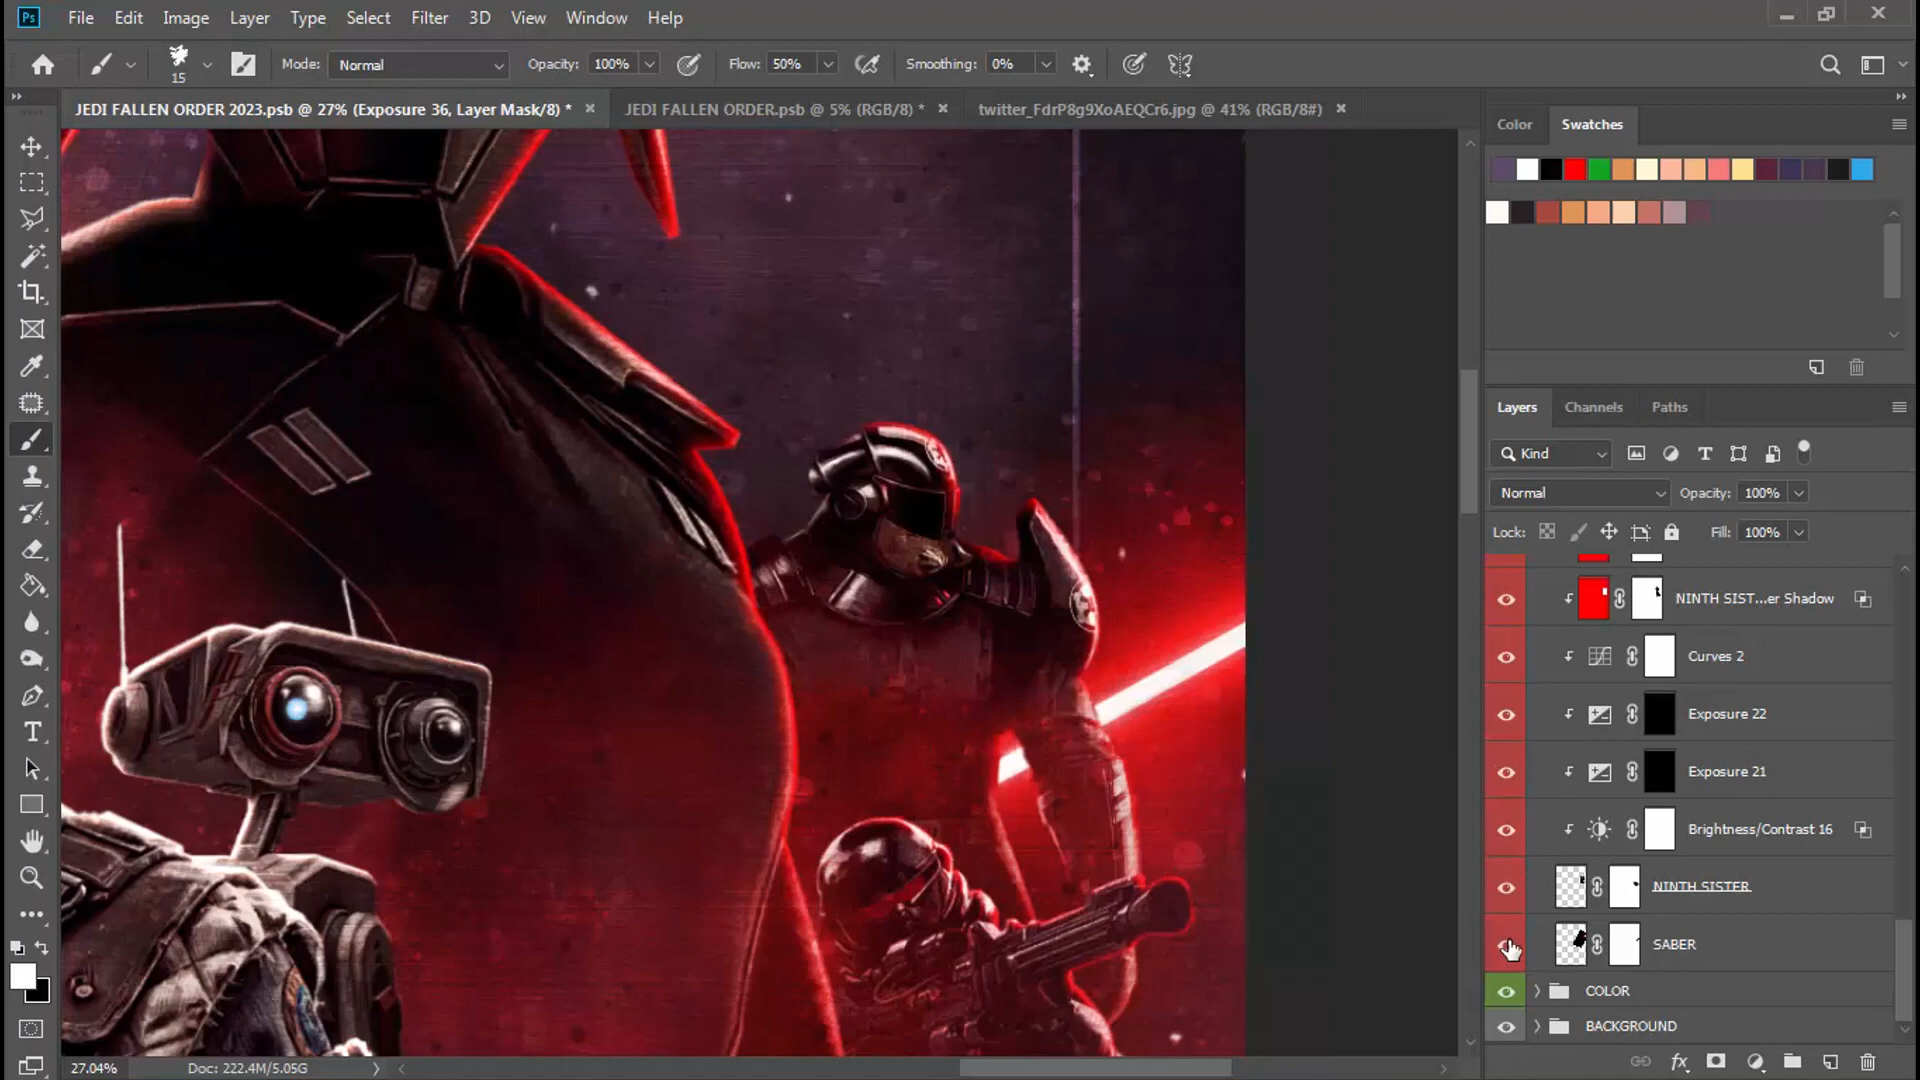 Ps File Edit Image Layer Type Select Filter 3D View Window Help
15 Mode: Normal Opacity: 100% Flow: 50% Smoothing: 0%
JEDI FALLEN ORDER 2023.psb @ 27% (Exposure 36, Layer Mask/8) * JEDI FALLEN ORDER.psb @ 5% (RGB/8) * twitter_FdrP8g9XoAEQCr6.jpg @ 41% (RGB/8#)
Color Swatches
Layers Channels Paths
Kind
Normal Opacity: 100%
Lock: Fill: 100%
NINTH SIST...er Shadow
Curves 2
Exposure 22
Exposure 21
Brightness/Contrast 16
NINTH SISTER
SABER
COLOR
BACKGROUND
27.04% Doc: 222.4M/5.05G